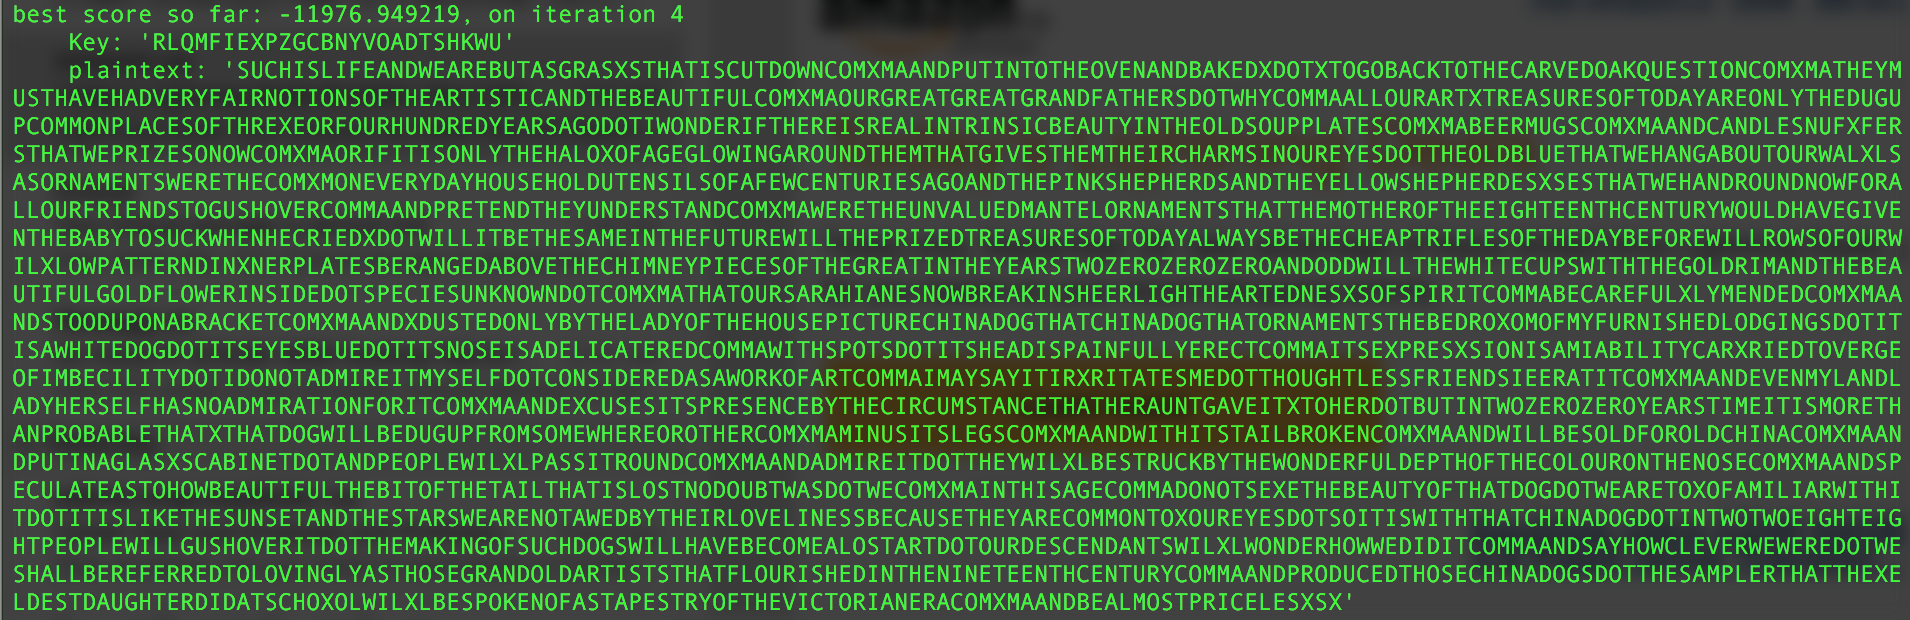 best score so far: -11976.949219, on iteration 4
Key: 'RLQMFIEXPZGCBNYVOADTSHKWU'
plaintext: 'SUCHISLIFEANDWEAREBUTASGRASXSTHATISCUTDOWNCOMXMAANDPUTINTOTHEOVENANDBAKEDXDOTXTOGOBACKTOTHECARVEDOAKQUESTIONCOMXMATHEYM
USTHAVEHADVERYFAIRNOTIONSOFTHEARTISTICANDTHEBEAUTIFULCOMXMAOURGREATGREATGRANDFATHERSDOTWHYCOMMAALLOURARTXTREASURESOFTODAYAREONLYTHEDUGU
PCOMMONPLACESOFTHREXEORFOURHUNDREDYEARSAGODOTIWONDERIFTHEREISREALINTRINSICBEAUTYINTHEOLDSOUPPLATESCOMXMABEERMUGSCOMXMAANDCANDLESNUFXFER
STHATWEPRIZESONOWCOMXMAORIFITISONLYTHEHALOXOFAGEGLOWINGAROUNDTHEMTHATGIVESTHEMTHEIRCHARMSINOUREYESDOTTHEOLDBLUETHATWEHANGABOUTOURWALXLS
ASORNAMENTSWERETHECOMXMONEVERYDAYHOUSEHOLDUTENSILSOFAFEWCENTURIESAGOANDTHEPINKSHEPHERDSANDTHEYELLOWSHEPHERDESXSESTHATWEHANDROUNDNOWFORA
LLOURFRIENDSTOGUSHOVERCOMMAANDPRETENDTHEYUNDERSTANDCOMXMAWERETHEUNVALUEDMANTELORNAMENTSTHATTHEMOTHEROFTHEEIGHTEENTHCENTURYWOULDHAVEGIVE
NTHEBABYTOSUCKWHENHECRIEDXDOTWILLITBETHESAMEINTHEFUTUREWILLTHEPRIZEDTREASURESOFTODAYALWAYSBETHECHEAPTRIFLESOFTHEDAYBEFOREWILLROWSOFOURW
ILXLOWPATTERNDINXNERPLATESBERANGEDABOVETHECHIMNEYPIECESOFTHEGREATINTHEYEARSTWOZEROZEROZEROANDODDWILLTHEWHITECUPSWITHTHEGOLDRIMANDTHEBEA
UTIFULGOLDFLOWERINSIDEDOTSPECIESUNKNOWNDOTCOMXMATHATOURSARAHIANESNOWBREAKINSHEERLIGHTHEARTEDNESXSOFSPIRITCOMMABECAREFULXLYMENDEDCOMXMAA
NDSTOODUPONABRACKETCOMXMAANDXDUSTEDONLYBYTHELADYOFTHEHOUSEPICTURECHINADOGTHATCHINADOGTHATORNAMENTSTHEBEDROXOMOFMYFURNISHEDLODGINGSDOTIT
ISAWHITEDOGDOTITSEYESBLUEDOTITSNOSEISADELICATEREDCOMMAWITHSPOTSDOTITSHEADISPAINFULLYERECTCOMMAITSEXPRESXSIONISAMIABILITYCARXRIEDTOVERGE
OFIMBECILITYDOTIDONOTADMIREITMYSELFDOTCONSIDEREDASAWORKOFARTCOMMAIMAYSAYITIRXRITATESMEDOTTHOUGHTLESSFRIENDSIEERATITCOMXMAANDEVENMYLANDL
ADYHERSELFHASNOADMIRATIONFORITCOMXMAANDEXCUSESITSPRESENCEBYTHECIRCUMSTANCETHATHERAUNTGAVEITXTOHERDOTBUTINTWOZEROZEROYEARSTIMEITISMORETH
ANPROBABLETHATXTHATDOGWILLBEDUGUPFROMSOMEWHEREOROTHERCOMXMAMINUSITSLEGSCOMXMAANDWITHITSTAILBROKENCOMXMAANDWILLBESOLDFOROLDCHINACOMXMAAN
DPUTINAGLASXSCABINETDOTANDPEOPLEWILXLPASSITROUNDCOMXMAANDADMIREITDOTTHEYWILXLBESTRUCKBYTHEWONDERFULDEPTHOFTHECOLOURONTHENOSECOMXMAANDSP
ECULATEASTOHOWBEAUTIFULTHEBITOFTHETAILTHATISLOSTNODOUBTWASDOTWECOMXMAINTHISAGECOMMADONOTSEXETHEBEAUTYOFTHATDOGDOTWEARETOXOFAMILIARWITHI
TDOTITISLIKETHESUNSETANDTHESTARSWEARENOTAWEDBYTHEIRLOVELINESSBECAUSETHEYARECOMMONTOXOUREYESDOTSOITISWITHTHATCHINADOGDOTINTWOTWOEIGHTEIG
HTPEOPLEWILLGUSHOVERITDOTTHEMAKINGOFSUCHDOGSWILLHAVEBECOMEALOSTARTDOTOURDESCENDANTSWILXLWONDERHOWWEDIDITCOMMAANDSAYHOWCLEVERWEWEREDOTWE
SHALLBEREFERREDTOLOVINGLYASTHOSEGRANDOLDARTISTSTHATFLOURISHEDINTHENINETEENTHCENTURYCOMMAANDPRODUCEDTHOSECHINADOGSDOTTHESAMPLERTHATTHEXE
LDESTDAUGHTERDIDATSCHOXOLWILXLBESPOKENOFASTAPESTRYOFTHEVICTORIANERACOMXMAANDBEALMOSTPRICELESXSX'